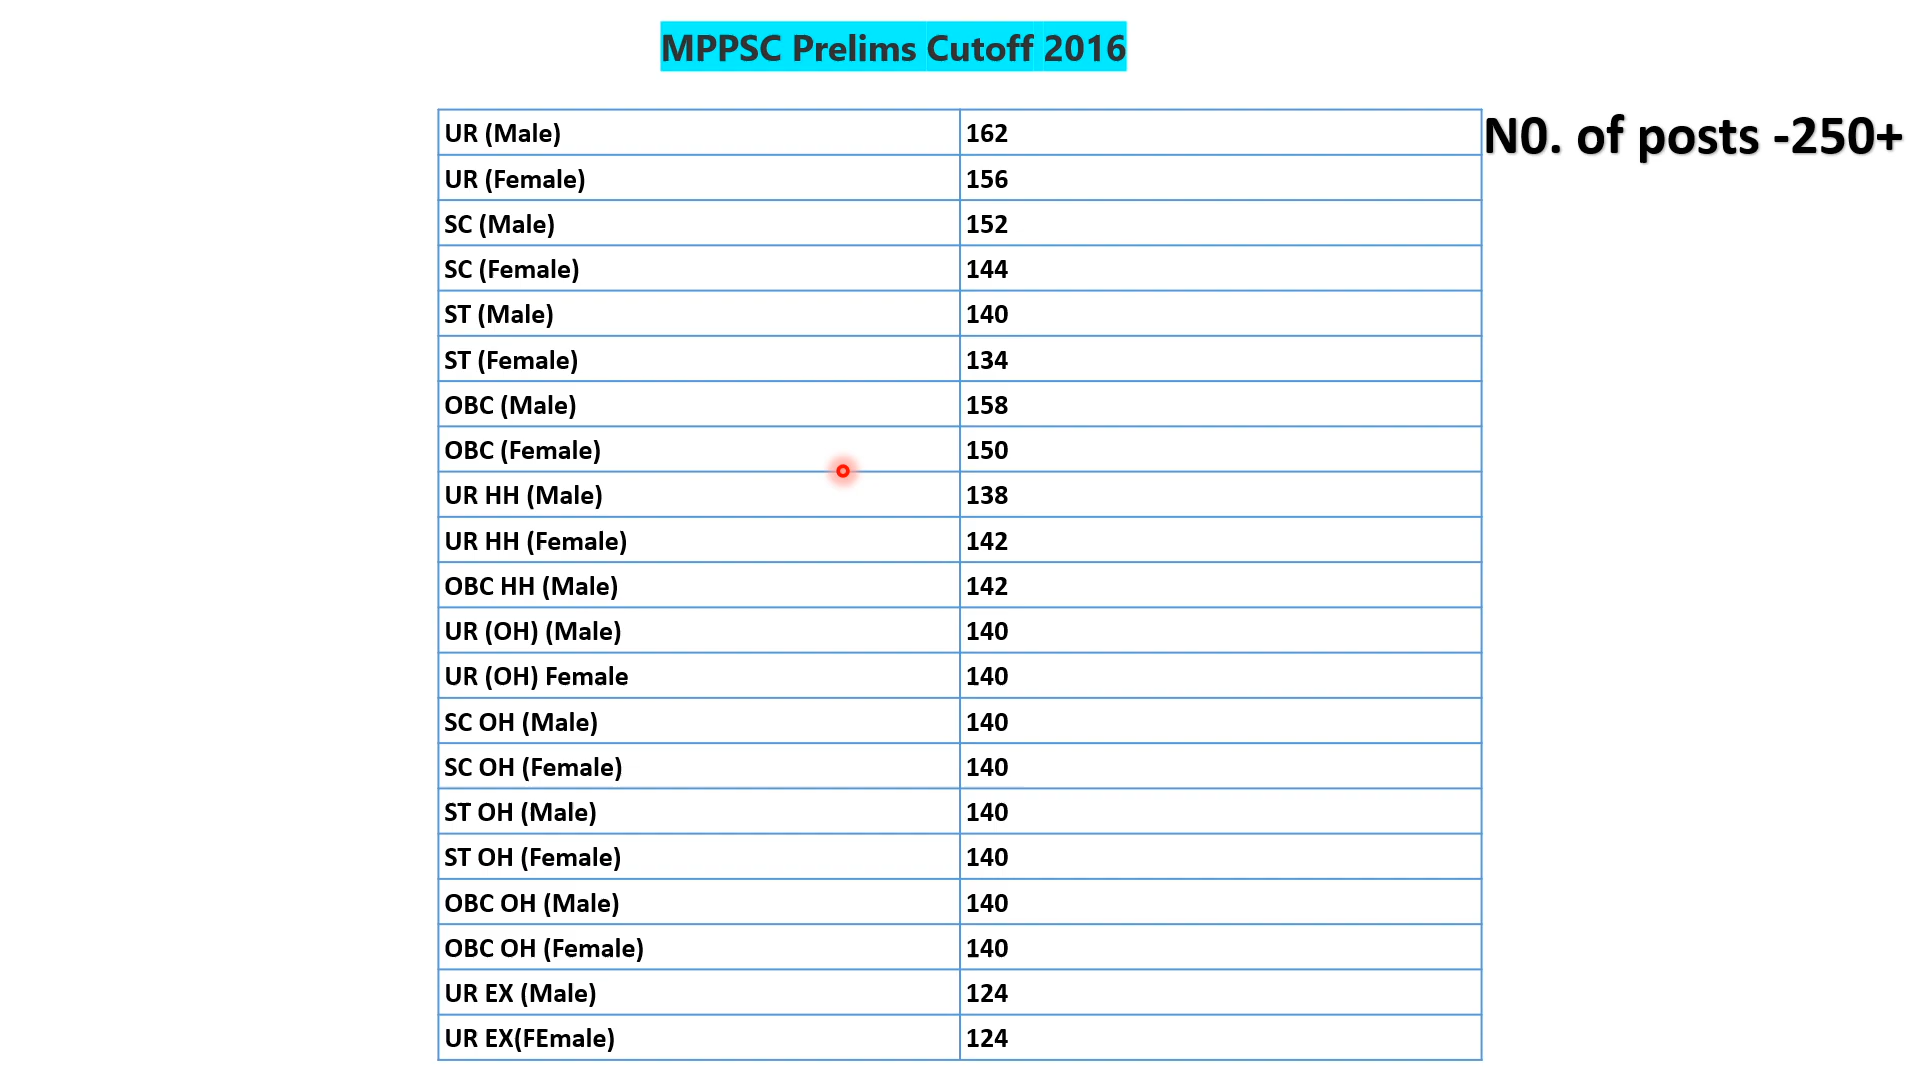 MPPSC Prelims Cutoff 2016
N0. of posts -250+
UR (Male) 162
UR (Female) 156
SC (Male) 152
SC (Female) 144
ST (Male) 140
ST (Female) 134
OBC (Male) 158
OBC (Female) 150
UR HH (Male) 138
UR HH (Female) 142
OBC HH (Male) 142
UR (OH) (Male) 140
UR (OH) Female 140
SC OH (Male) 140
SC OH (Female) 140
ST OH (Male) 140
ST OH (Female) 140
OBC OH (Male) 140
OBC OH (Female) 140
UR EX (Male) 124
UR EX(FEmale) 124